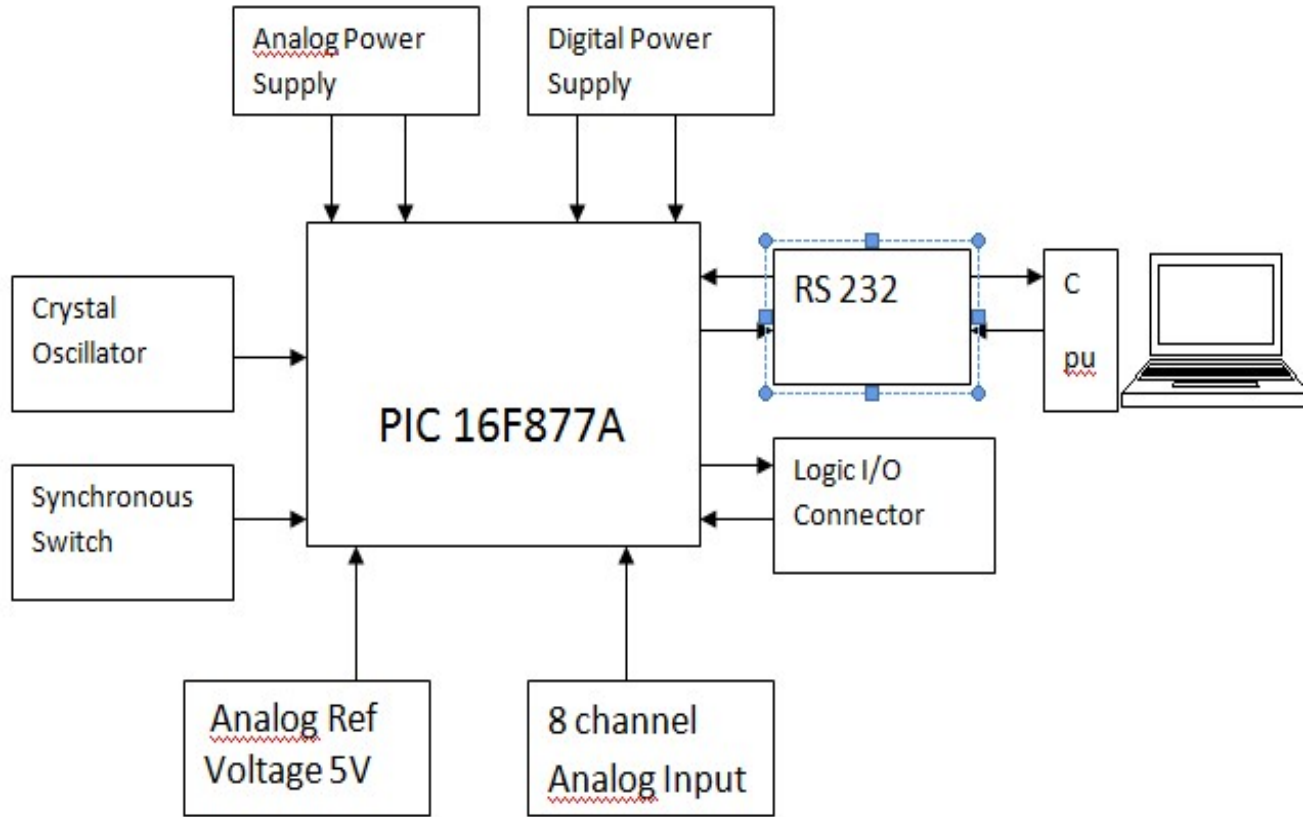 Analog Power
Supply
Digital Power
Supply
Crystal
Oscillator
RS 232
C
pu
PIC 16F877A
Synchronous
Switch
Logic I/O
Connector
Analog Ref
Voltage 5V
8 channel
Analog Input